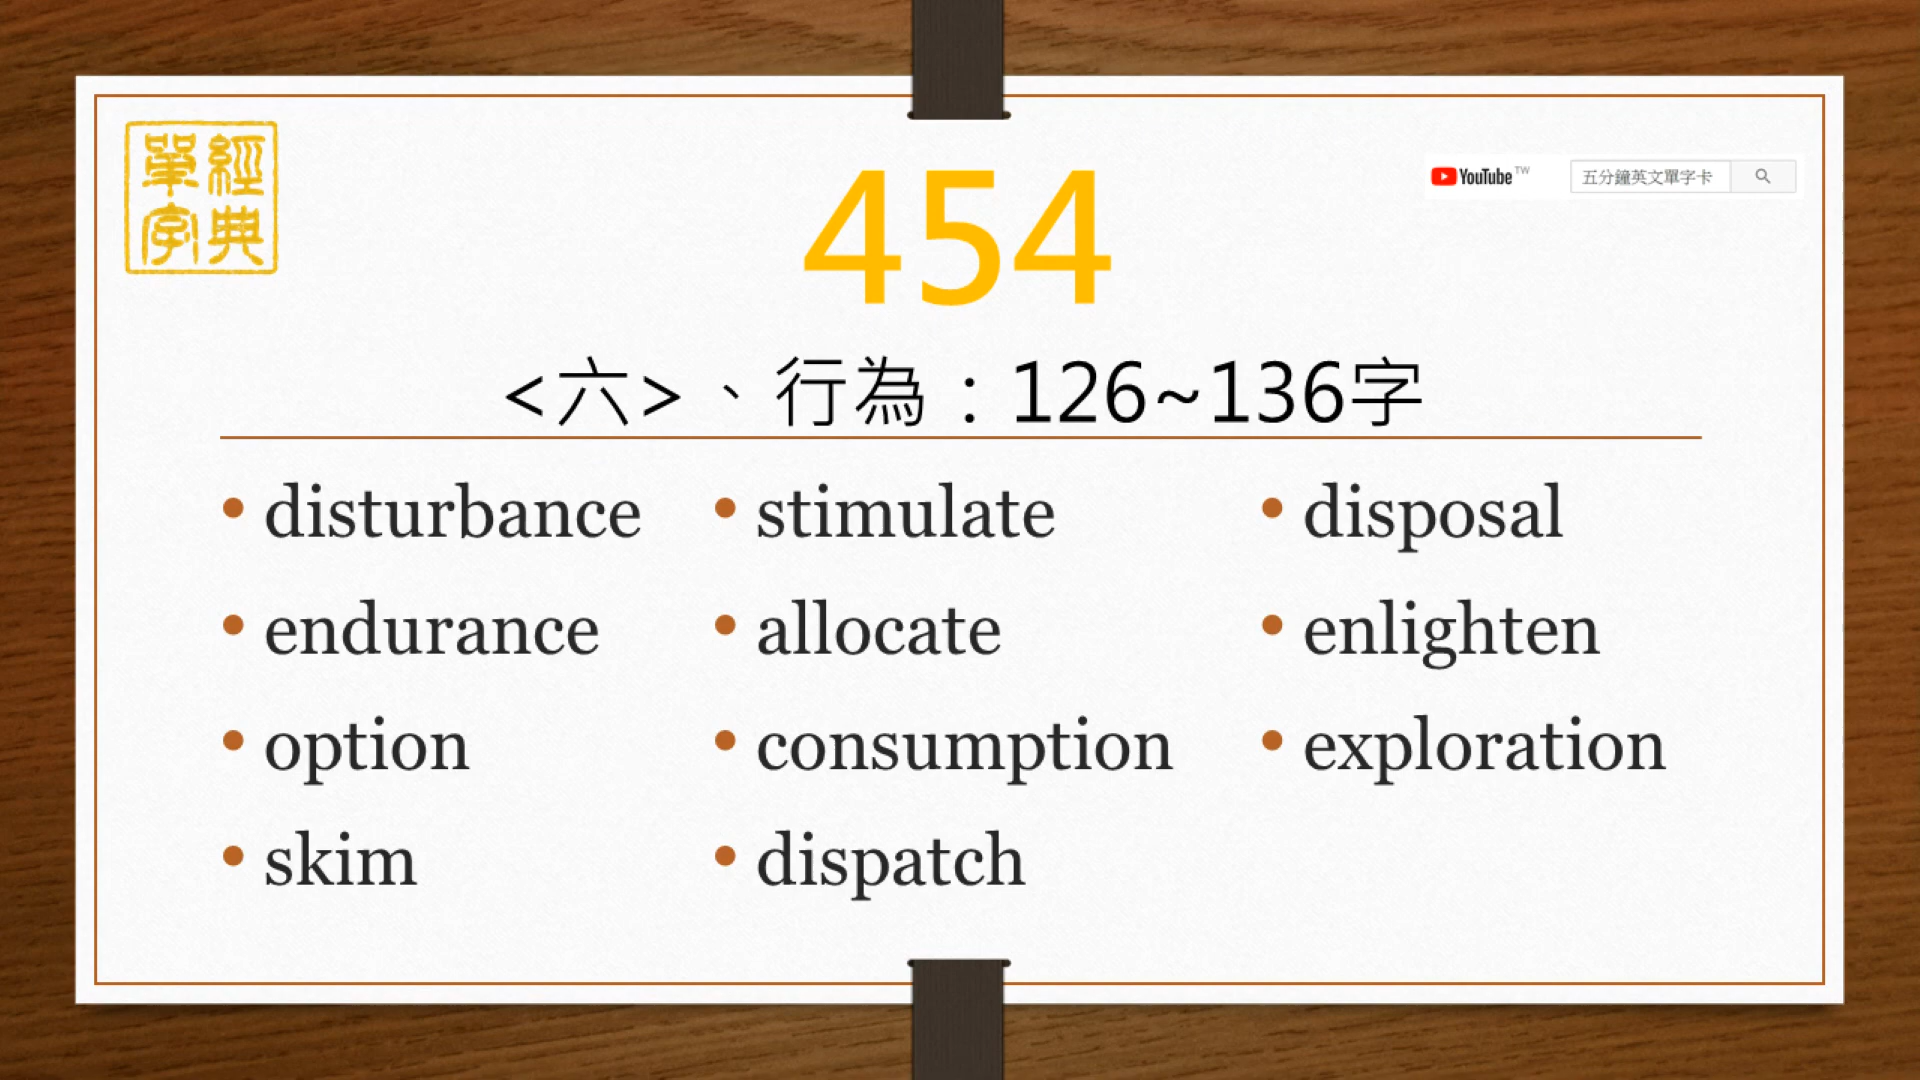 經典
單字
YouTube TW
五分鐘英文單字卡
454
<六>、行為：126~136字
• disturbance
• endurance
• option
• skim
• stimulate
• allocate
• consumption
• dispatch
• disposal
• enlighten
• exploration